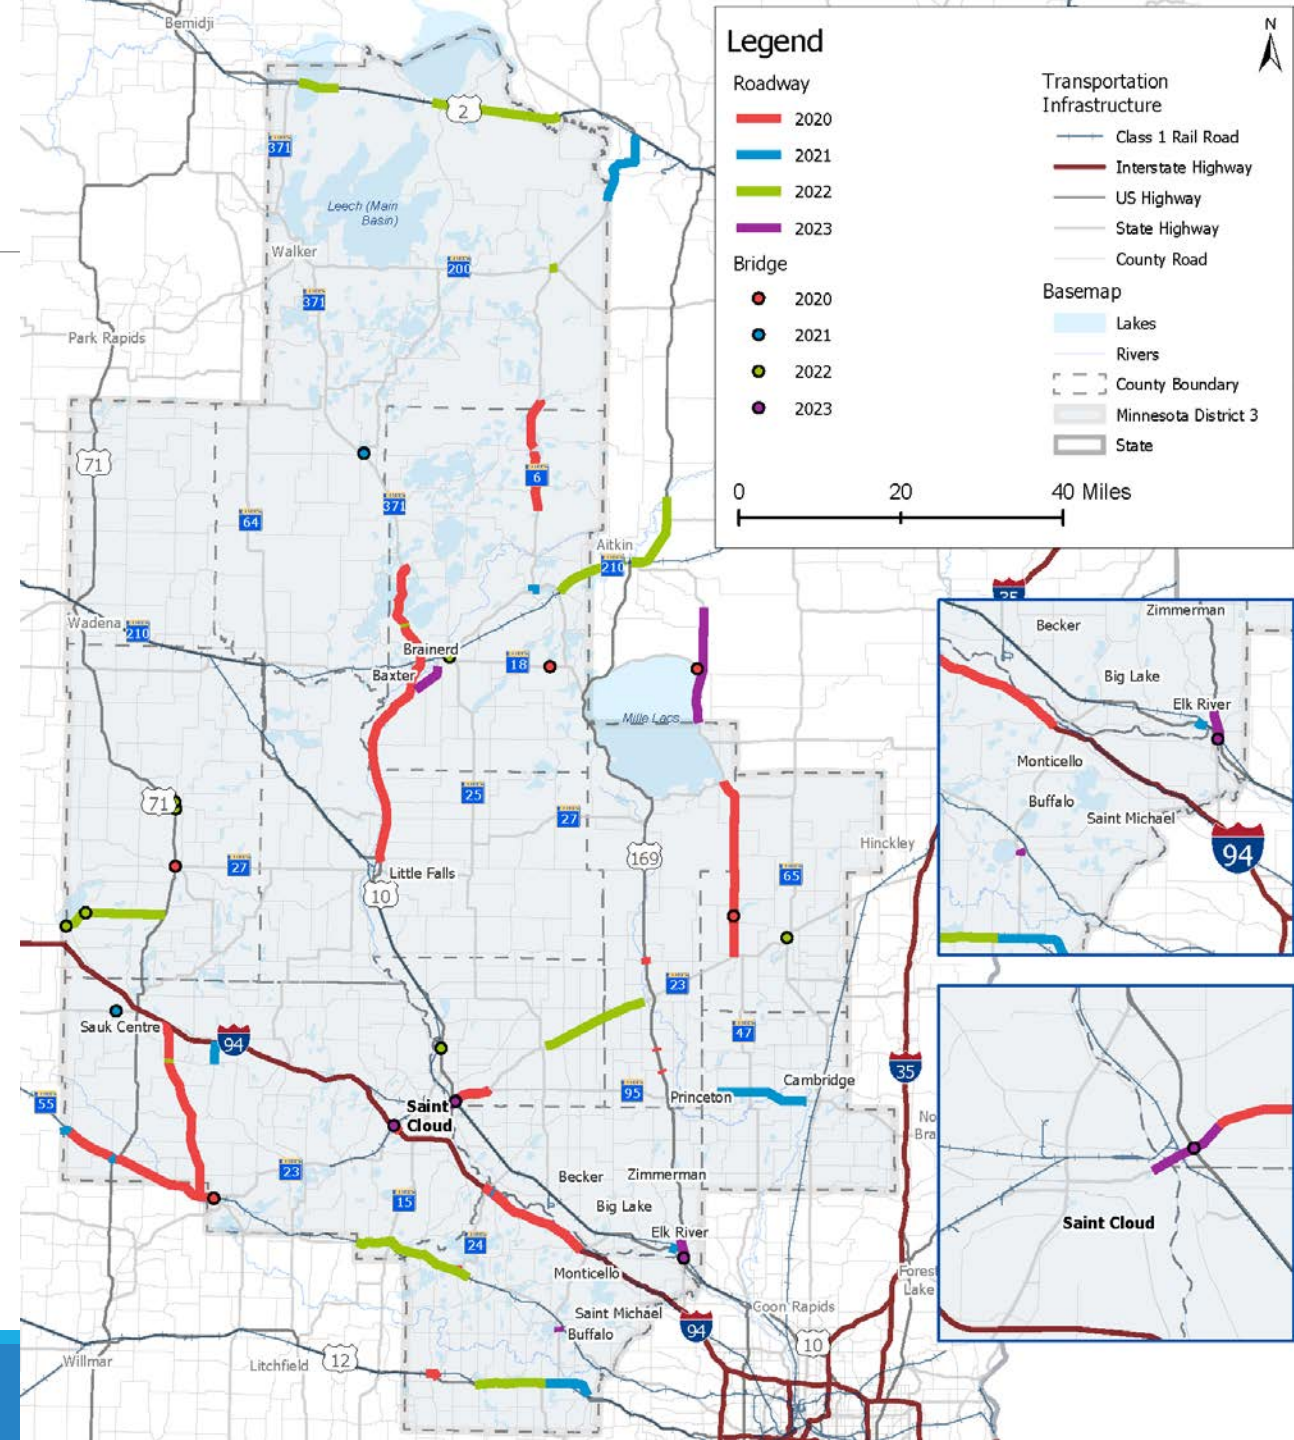 Bemidji
2
371
Leech (Main
Basin)
Walker
200
371
Park Rapids
71
6
371
64
Aitkin
210
Wadena
210
Brainerd
18
Baxter
Mille Lacs
71
25
27
Hinckley
169
27
65
Little Falls
10
23
Sauk Centre
94
47
35
Cambridge
95
Princeton
55
Saint
Cloud
No
Bra
23
Becker
Zimmerman
15
Big Lake
Elk River
24
Monticello
Forest
Lake
Coon Rapids
Saint Michael
94
Buffalo
10
Willmar
Litchfield
12
Legend
N
Roadway
2020
2021
2022
2023
Bridge
2020
2021
2022
2023
Transportation
Infrastructure
Class 1 Rail Road
Interstate Highway
US Highway
State Highway
County Road
Basemap
Lakes
Rivers
County Boundary
Minnesota District 3
State
0 20 40 Miles
35
Zimmerman
Becker
Big Lake
Elk River
Monticello
Buffalo
Saint Michael
94
Saint Cloud